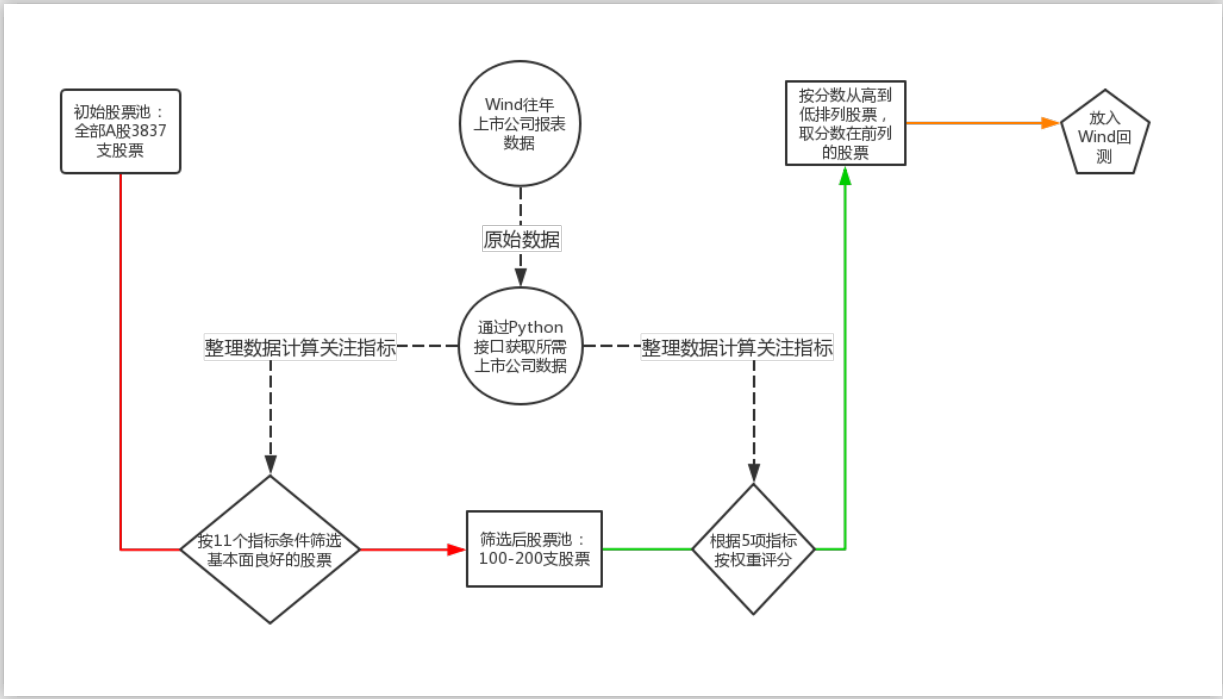 初始股票池：
全部A股3837
支股票
Wind往年
上市公司报表
数据
按分数从高到
低排列股票，
取分数在前列
的股票
放入
Wind回
测
原始数据
通过Python
接口获取所需
上市公司数据
整理数据计算关注指标
整理数据计算关注指标
按11个指标条件筛选
基本面良好的股票
筛选后股票池：
100-200支股票
根据5项指标
按权重评分